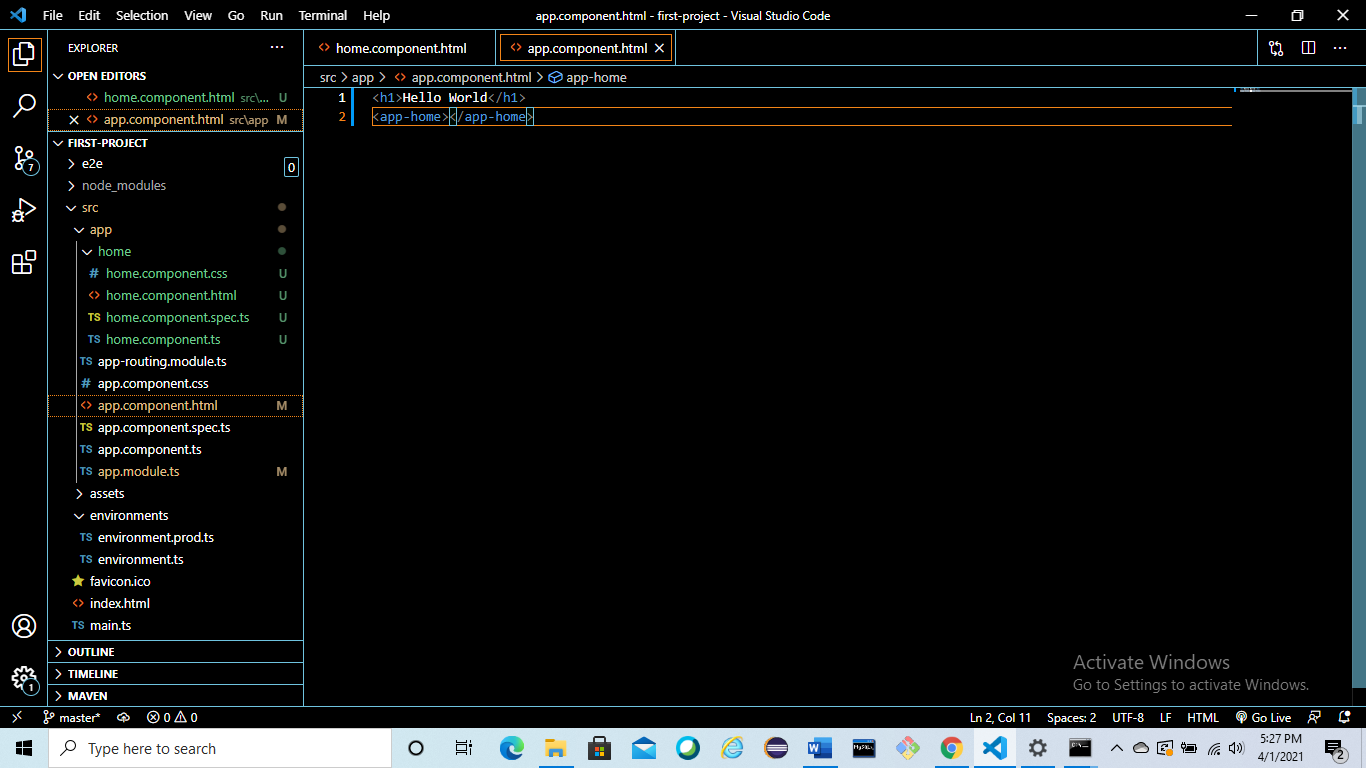 File Edit Selection View Go Run Terminal Help
app.component.html - first-project - Visual Studio Code
EXPLORER
OPEN EDITORS
home.component.html src\... U
app.component.html src\app M
FIRST-PROJECT
e2e
0
node_modules
src
app
home
home.component.css U
home.component.html U
home.component.spec.ts U
home.component.ts U
app-routing.module.ts
app.component.css
app.component.html M
app.component.spec.ts
app.component.ts
app.module.ts M
assets
environments
environment.prod.ts
environment.ts
favicon.ico
index.html
main.ts
OUTLINE
TIMELINE
MAVEN
7
1
home.component.html
app.component.html
src > app > app.component.html > app-home
1 <h1>Hello World</h1>
2 <app-home></app-home>
Activate Windows
Go to Settings to activate Windows.
master* 0 0
Ln 2, Col 11 Spaces: 2 UTF-8 LF HTML Go Live
Type here to search
MySQL
5:27 PM
4/1/2021
2